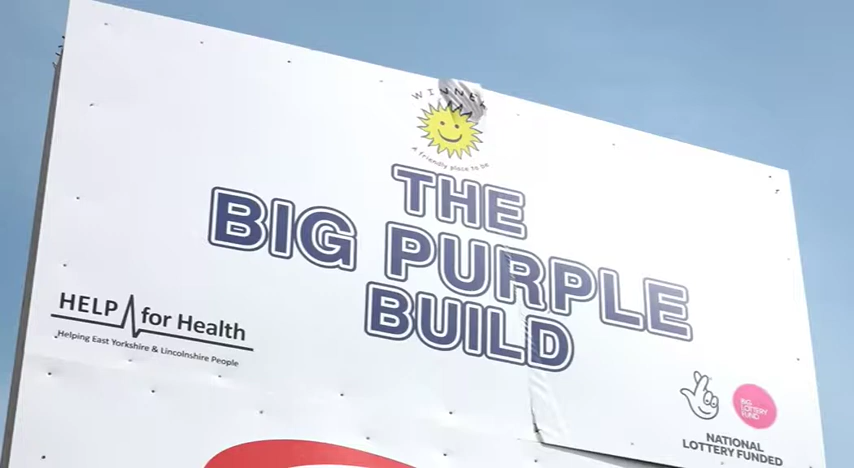 WINNER
A friendly place to be
THE
BIG PURPLE
BUILD
HELP for Health
Helping East Yorkshire & Lincolnshire People
BIG
LOTTERY
FUND
NATIONAL
LOTTERY FUNDED